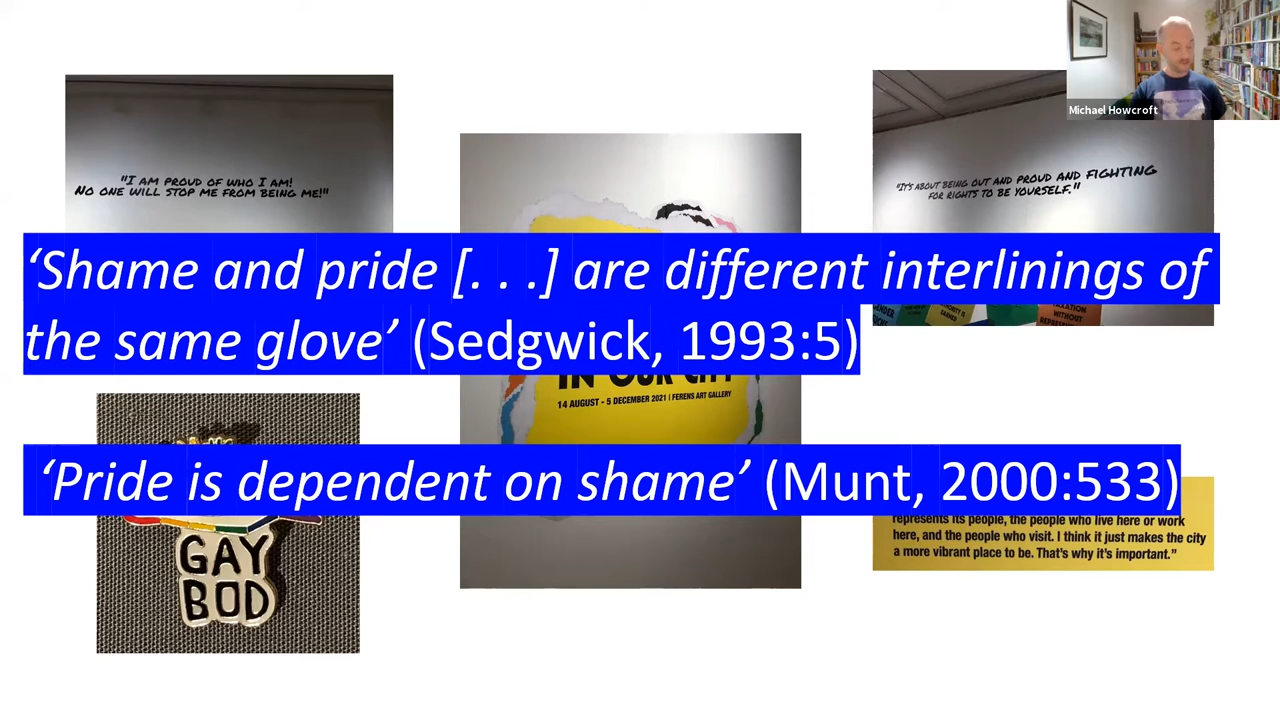 Michael Howcroft
"I AM PROUD OF WHO I AM!
NO ONE WILL STOP ME FROM BEING ME!"
"IT'S ABOUT BEING OUT AND PROUD AND FIGHTING
FOR RIGHTS TO BE YOURSELF."
‘Shame and pride [. . .] are different interlinings of
the same glove’ (Sedgwick, 1993:5)
TAXATION
WITHOUT
IN OUR CITY
14 AUGUST - 5 DECEMBER 2021 | FERENS ART GALLERY
‘Pride is dependent on shame’ (Munt, 2000:533)
represents its people, the people who live here or work
here, and the people who visit. I think it just makes the city
a more vibrant place to be. That's why it's important."
GAY
BOD